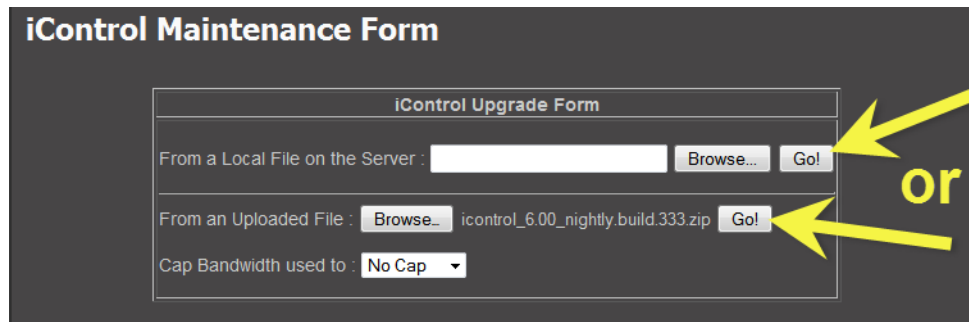 iControl Maintenance Form
iControl Upgrade Form
From a Local File on the Server : Browse... Go!
or
From an Uploaded File : Browse... icontrol_6.00_nightly.build.333.zip Go!
Cap Bandwidth used to : No Cap